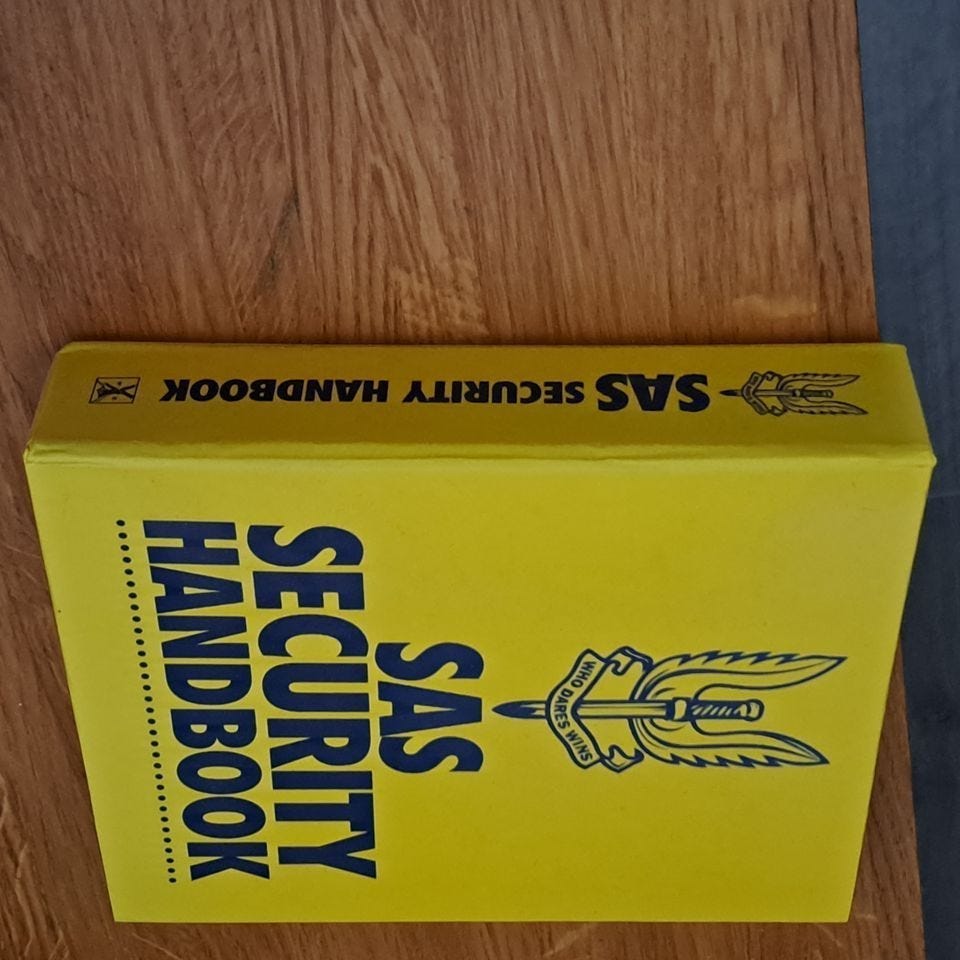 SAS SECURITY HANDBOOK
WHO DARES WINS
SAS
SECURITY
HANDBOOK